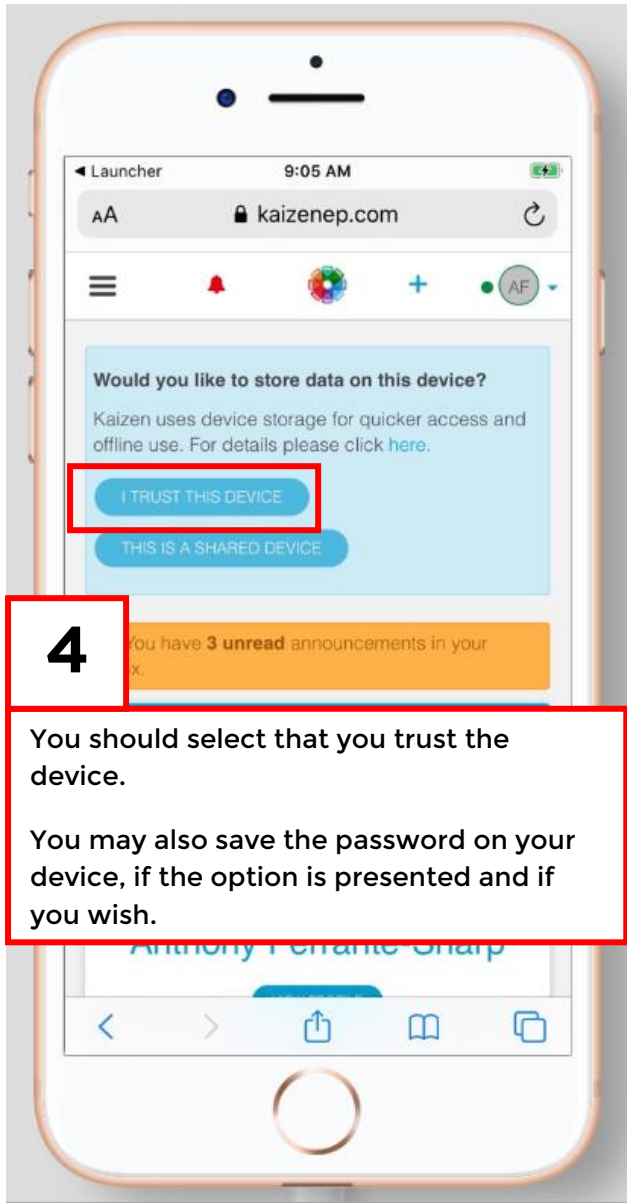 ◄ Launcher 9:05 AM
AA kaizenep.com
AF
Would you like to store data on this device?
Kaizen uses device storage for quicker access and
offline use. For details please click here.
I TRUST THIS DEVICE
THIS IS A SHARED DEVICE
4
You have 3 unread announcements in your
You should select that you trust the
device.
You may also save the password on your
device, if the option is presented and if
you wish.
Anthony Ferrante-Sharp